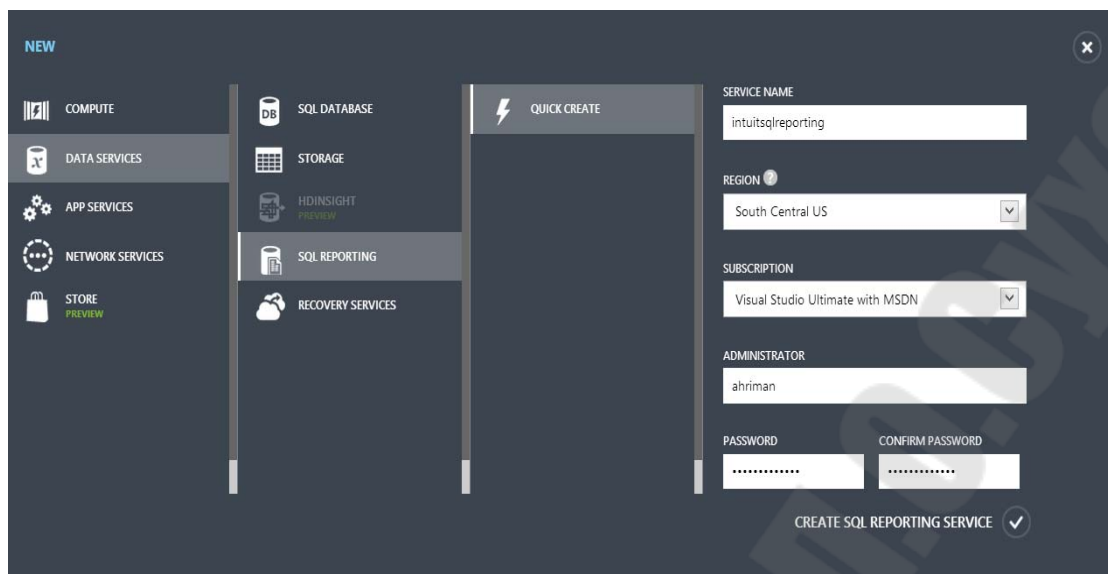 NEW
COMPUTE
DATA SERVICES
APP SERVICES
NETWORK SERVICES
STORE
PREVIEW
DB
SQL DATABASE
STORAGE
HDINSIGHT
PREVIEW
SQL REPORTING
RECOVERY SERVICES
QUICK CREATE
SERVICE NAME
intuitsqlreporting
REGION ?
South Central US
SUBSCRIPTION
Visual Studio Ultimate with MSDN
ADMINISTRATOR
ahriman
PASSWORD
CONFIRM PASSWORD
•••••••••••••
•••••••••••••
CREATE SQL REPORTING SERVICE